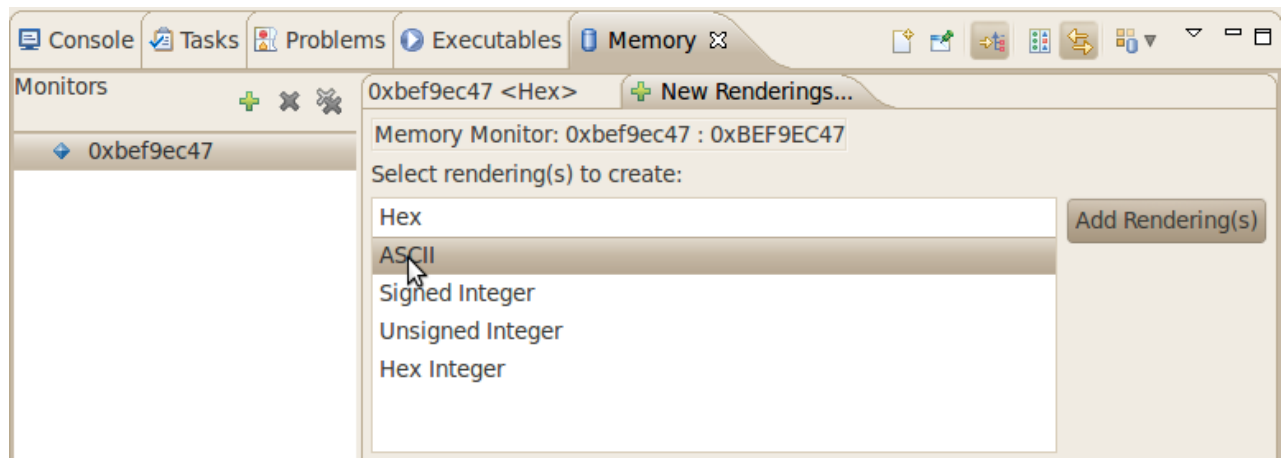 Console Tasks Problems Executables Memory
Monitors
0xbef9ec47
0xbef9ec47 <Hex> New Renderings...
Memory Monitor: 0xbef9ec47 : 0xBEF9EC47
Select rendering(s) to create:
Hex
ASCII
Signed Integer
Unsigned Integer
Hex Integer
Add Rendering(s)